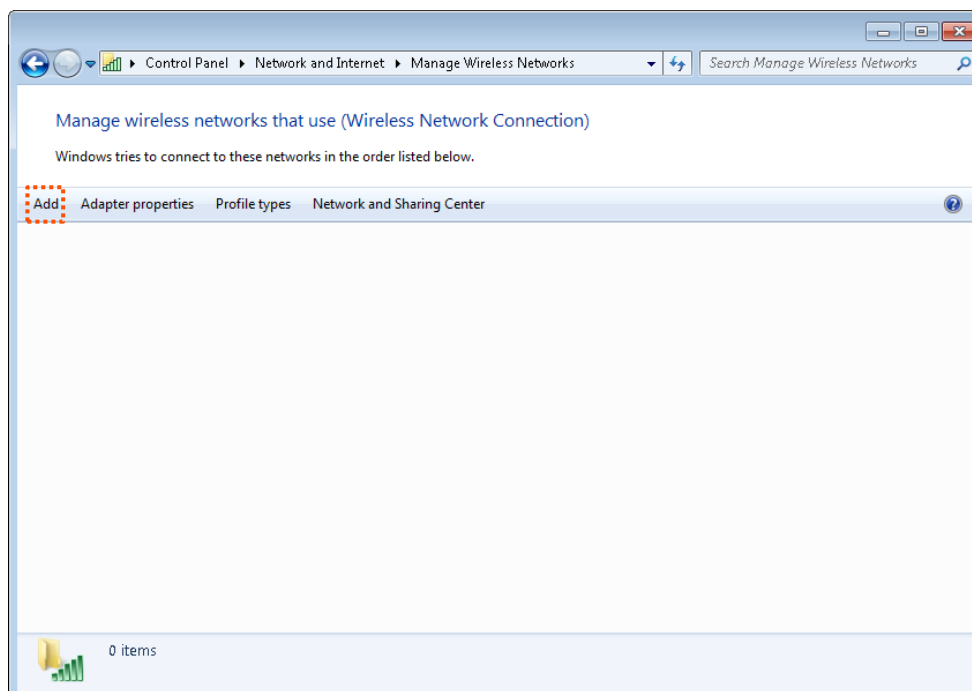 Control Panel Network and Internet Manage Wireless Networks Search Manage Wireless Networks
Manage wireless networks that use (Wireless Network Connection)
Windows tries to connect to these networks in the order listed below.
Add Adapter properties Profile types Network and Sharing Center
0 items